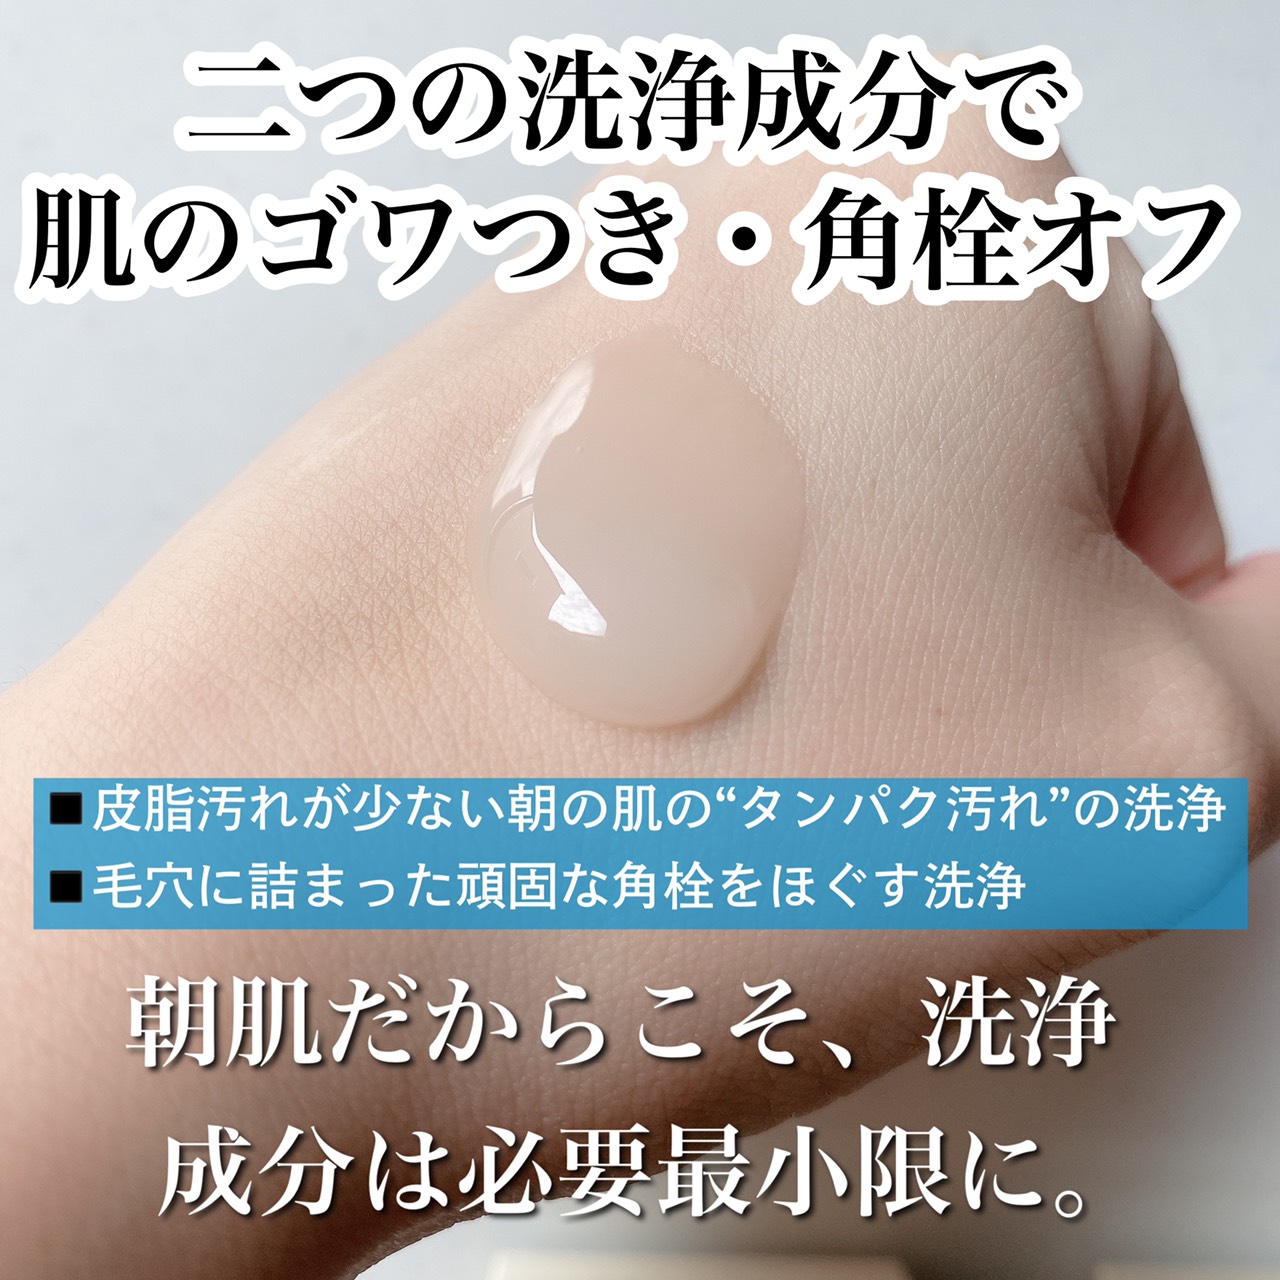 二つの洗浄成分で
肌のゴワつき・角栓オフ
■皮脂汚れが少ない朝の肌の“タンパク汚れ”の洗浄
■毛穴に詰まった頑固な角栓をほぐす洗浄
朝肌だからこそ、洗浄
成分は必要最小限に。